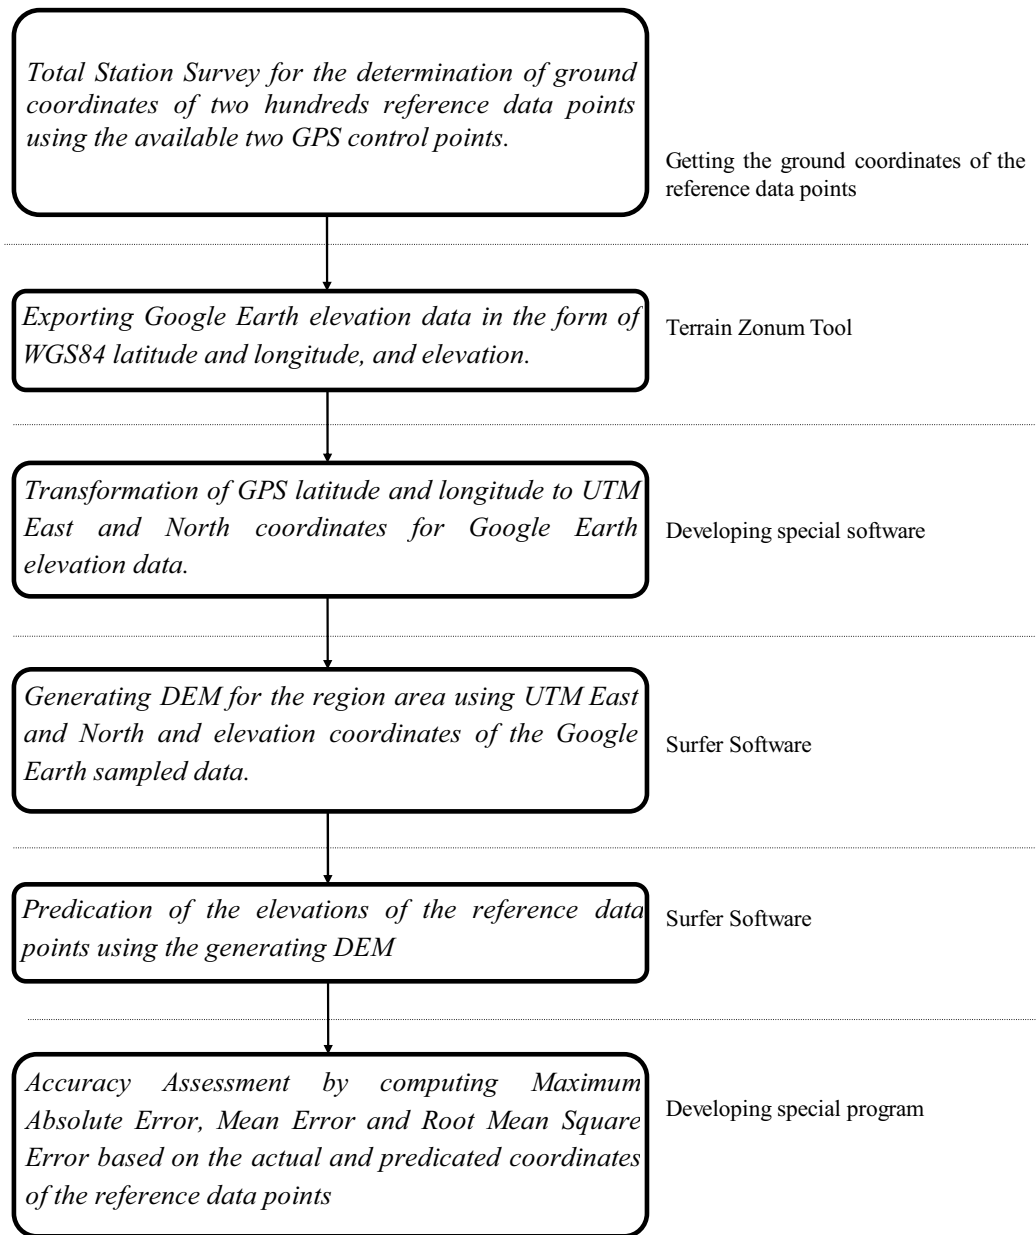 Total Station Survey for the determination of ground
coordinates of two hundreds reference data points
using the available two GPS control points.
Getting the ground coordinates of the
reference data points
Exporting Google Earth elevation data in the form of
WGS84 latitude and longitude, and elevation.
Terrain Zonum Tool
Transformation of GPS latitude and longitude to UTM
East and North coordinates for Google Earth
elevation data.
Developing special software
Generating DEM for the region area using UTM East
and North and elevation coordinates of the Google
Earth sampled data.
Surfer Software
Predication of the elevations of the reference data
points using the generating DEM
Surfer Software
Accuracy Assessment by computing Maximum
Absolute Error, Mean Error and Root Mean Square
Error based on the actual and predicated coordinates
of the reference data points
Developing special program